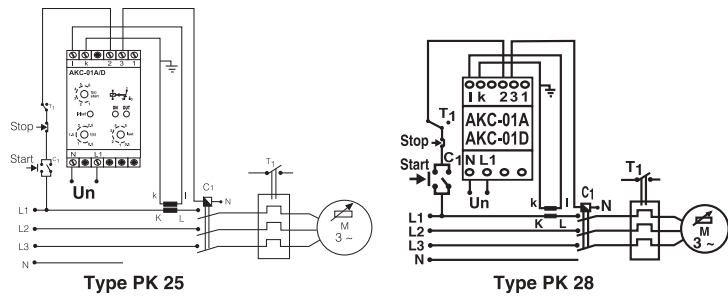 I k 2 3 1
AKC-01A/D
T1
Stop
Start
C1
N L1
Un
k l
K L
C1
N
T1
L1
L2
L3
N
M
3 ~
Type PK 25
I k 2 3 1
AKC-01A
AKC-01D
T1
Stop
Start
C1
N L1
Un
k l
K L
C1
N
T1
L1
L2
L3
N
M
3 ~
Type PK 28